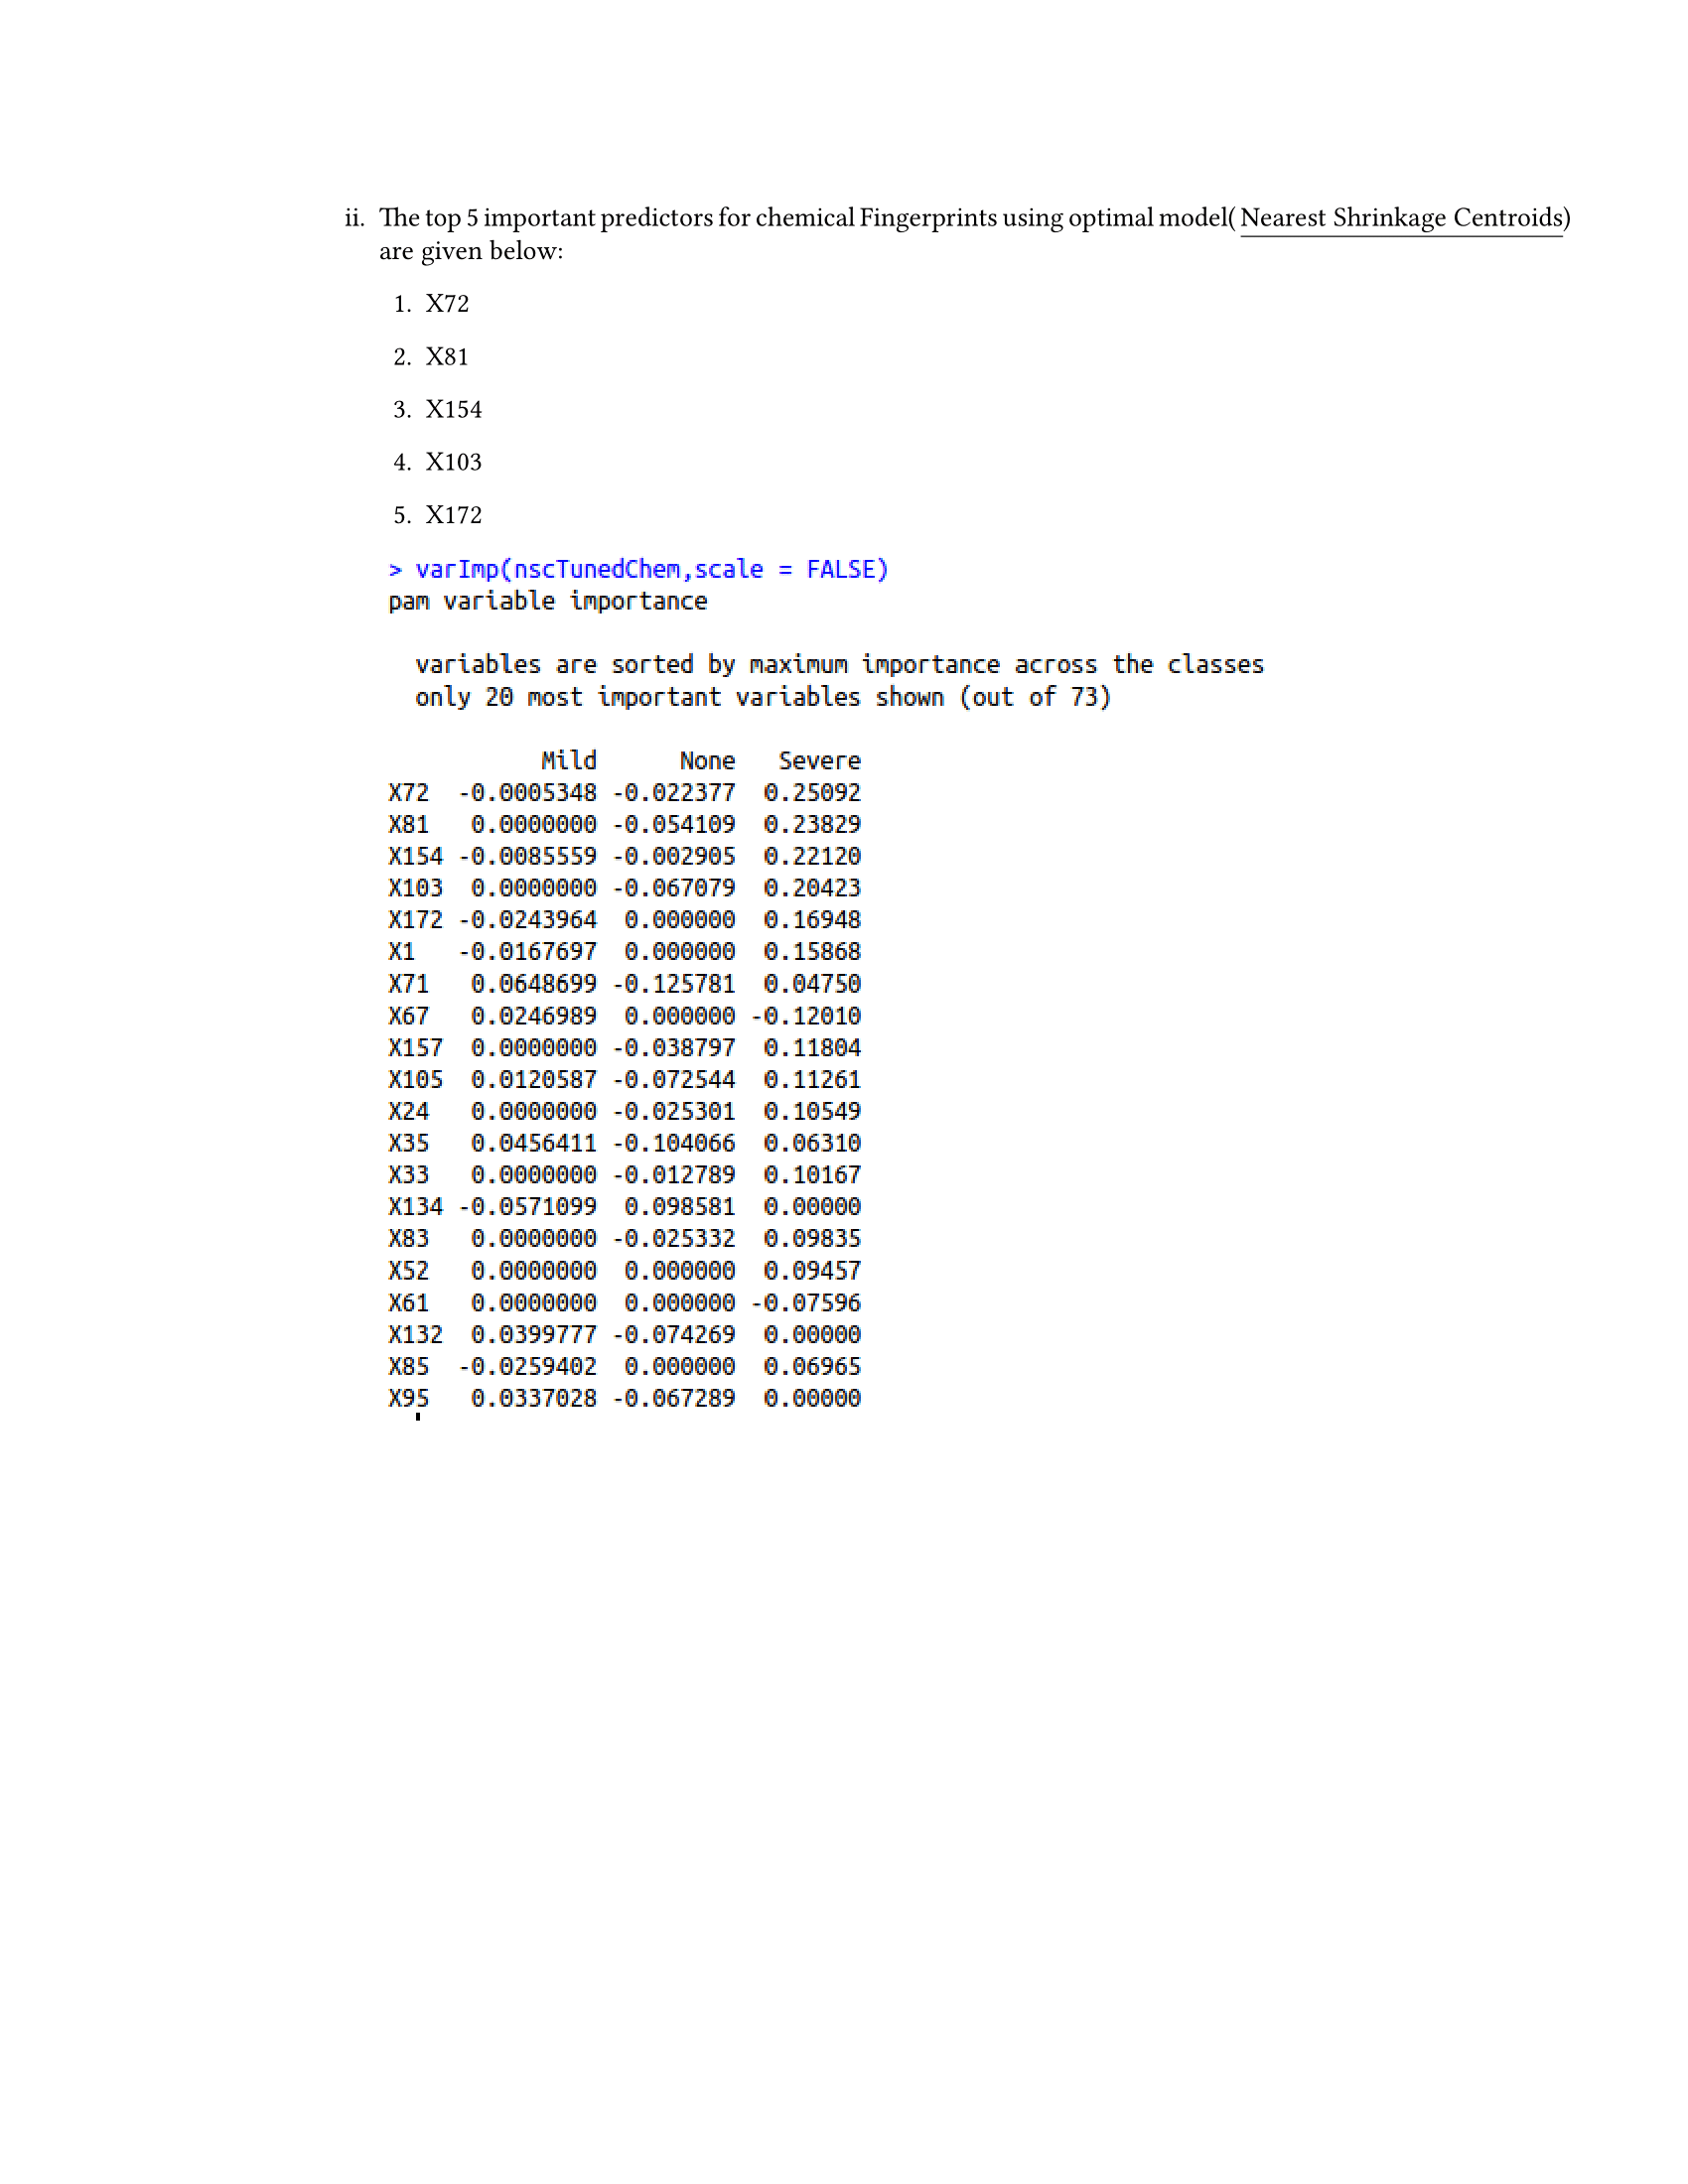 ii. The top 5 important predictors for chemical Fingerprints using optimal model( Nearest Shrinkage Centroids)
are given below:
1. X72
2. X81
3. X154
4. X103
5. X172
> varImp(nscTunedChem,scale = FALSE)
pam variable importance
variables are sorted by maximum importance across the classes
only 20 most important variables shown (out of 73)
Mild None Severe
X72 -0.0005348 -0.022377 0.25092
X81 0.0000000 -0.054109 0.23829
X154 -0.0085559 -0.002905 0.22120
X103 0.0000000 -0.067079 0.20423
X172 -0.0243964 0.000000 0.16948
X1 -0.0167697 0.000000 0.15868
X71 0.0648699 -0.125781 0.04750
X67 0.0246989 0.000000 -0.12010
X157 0.0000000 -0.038797 0.11804
X105 0.0120587 -0.072544 0.11261
X24 0.0000000 -0.025301 0.10549
X35 0.0456411 -0.104066 0.06310
X33 0.0000000 -0.012789 0.10167
X134 -0.0571099 0.098581 0.00000
X83 0.0000000 -0.025332 0.09835
X52 0.0000000 0.000000 0.09457
X61 0.0000000 0.000000 -0.07596
X132 0.0399777 -0.074269 0.00000
X85 -0.0259402 0.000000 0.06965
X95 0.0337028 -0.067289 0.00000